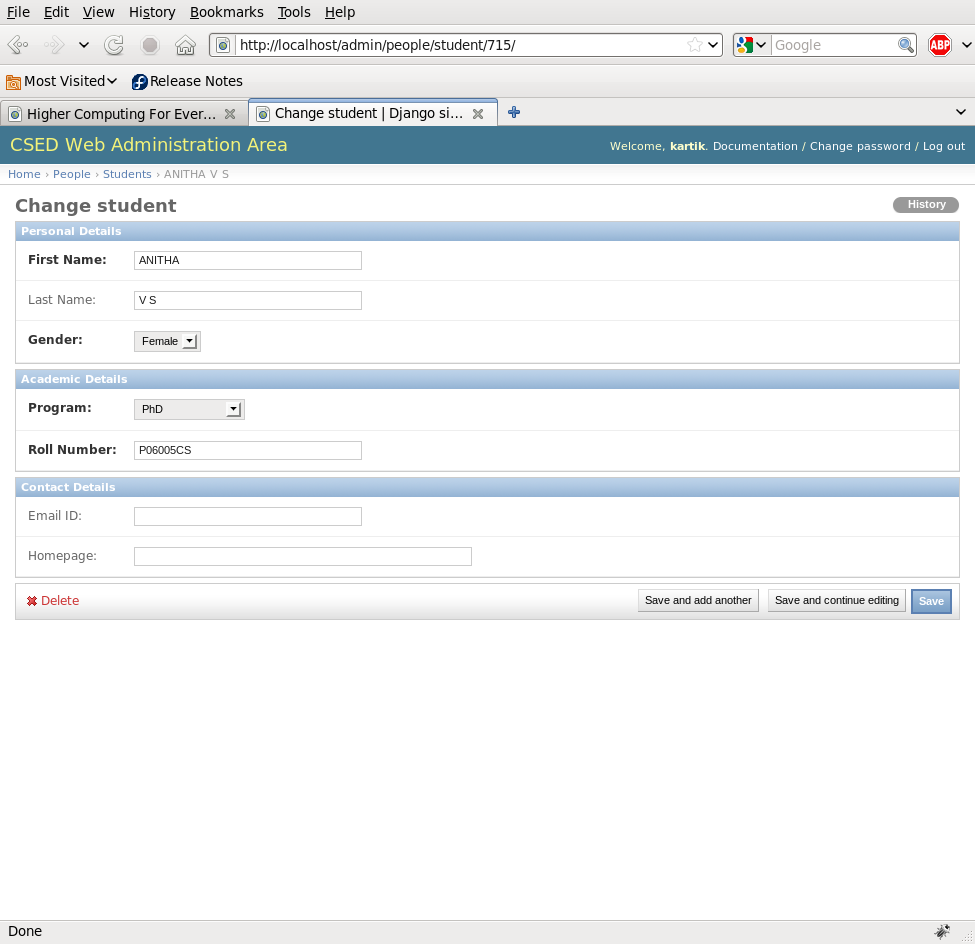 File Edit View History Bookmarks Tools Help
http://localhost/admin/people/student/715/ Google ABP
Most Visited Release Notes
Higher Computing For Ever... Change student | Django si...
CSED Web Administration Area Welcome, kartik. Documentation / Change password / Log out
Home › People › Students › ANITHA V S
Change student History
Personal Details
First Name: ANITHA
Last Name: V S
Gender: Female
Academic Details
Program: PhD
Roll Number: P06005CS
Contact Details
Email ID:
Homepage:
Delete Save and add another Save and continue editing Save
Done